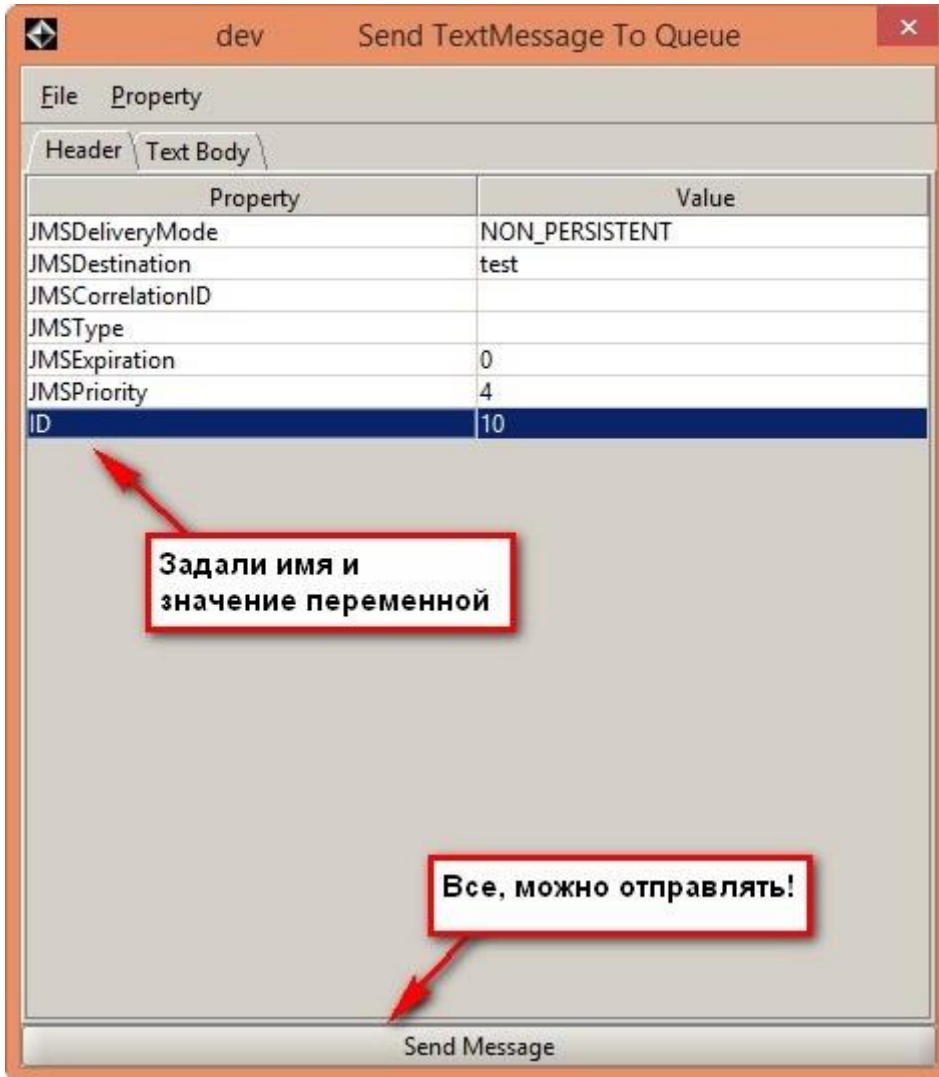 dev Send TextMessage To Queue
File Property
Header Text Body
Property Value
JMSDeliveryMode NON_PERSISTENT
JMSDestination test
JMSCorrelationID
JMSType
JMSExpiration 0
JMSPriority 4
ID 10
Задали имя и
значение переменной
Все, можно отправлять!
Send Message